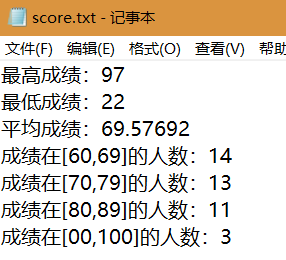 score.txt - 记事本
文件(F) 编辑(E) 格式(O) 查看(V) 帮助
最高成绩：97
最低成绩：22
平均成绩：69.57692
成绩在[60,69]的人数：14
成绩在[70,79]的人数：13
成绩在[80,89]的人数：11
成绩在[00,100]的人数：3